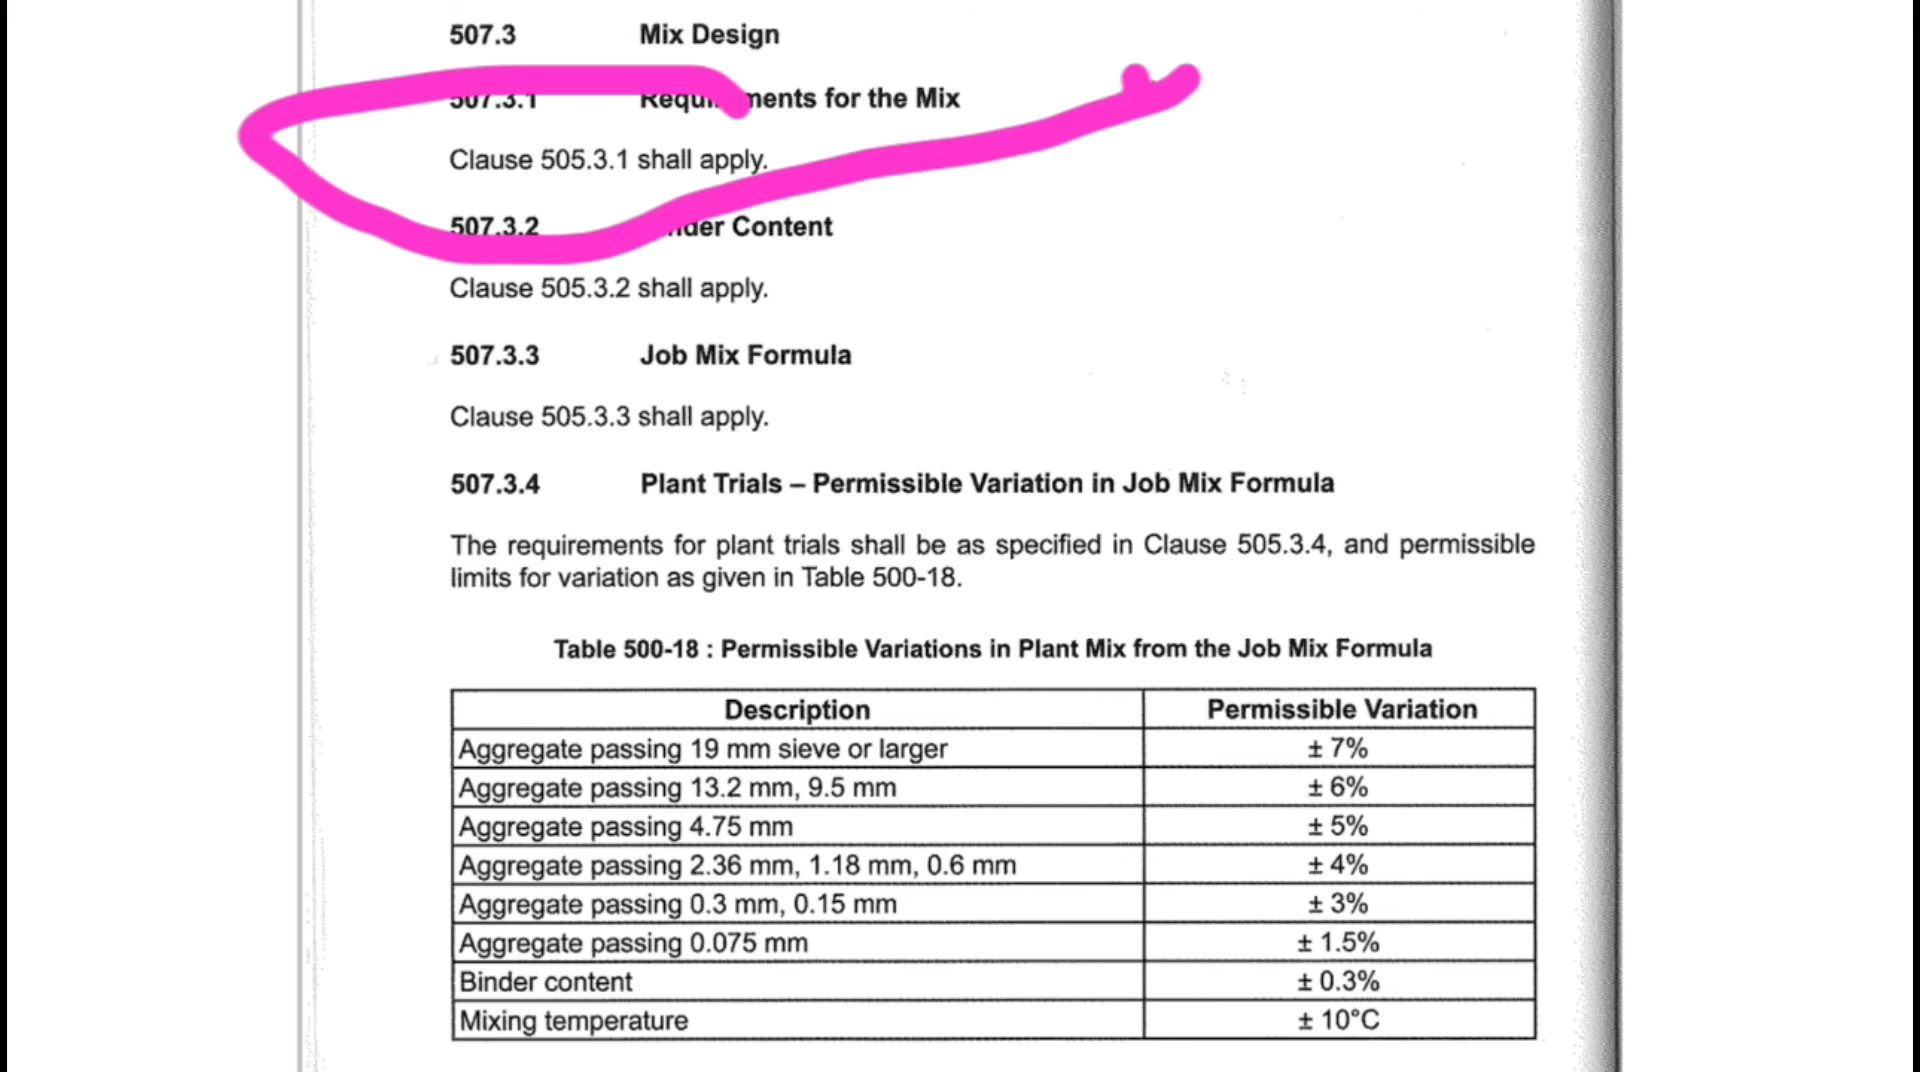 507.3 Mix Design
507.3.1 Requirements for the Mix
Clause 505.3.1 shall apply.
507.3.2 Binder Content
Clause 505.3.2 shall apply.
507.3.3 Job Mix Formula
Clause 505.3.3 shall apply.
507.3.4 Plant Trials – Permissible Variation in Job Mix Formula
The requirements for plant trials shall be as specified in Clause 505.3.4, and permissible
limits for variation as given in Table 500-18.
Table 500-18 : Permissible Variations in Plant Mix from the Job Mix Formula
Description Permissible Variation
Aggregate passing 19 mm sieve or larger ± 7%
Aggregate passing 13.2 mm, 9.5 mm ± 6%
Aggregate passing 4.75 mm ± 5%
Aggregate passing 2.36 mm, 1.18 mm, 0.6 mm ± 4%
Aggregate passing 0.3 mm, 0.15 mm ± 3%
Aggregate passing 0.075 mm ± 1.5%
Binder content ± 0.3%
Mixing temperature ± 10°C